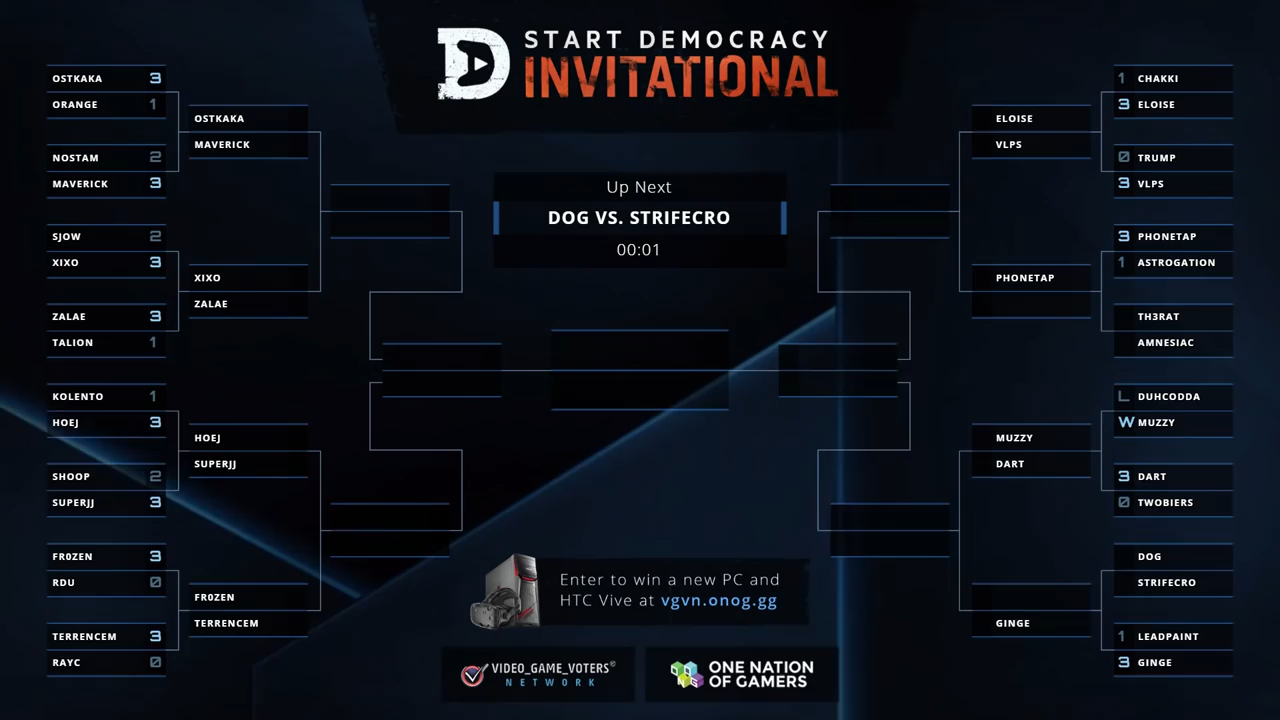 START DEMOCRACY
INVITATIONAL
OSTKAKA 3
ORANGE 1
NOSTAM 2
MAVERICK 3
SJOW 2
XIXO 3
ZALAE 3
TALION 1
KOLENTO 1
HOEJ 3
SHOOP 2
SUPERJJ 3
FR0ZEN 3
RDU 0
TERRENCEM 3
RAYC 0
OSTKAKA
MAVERICK
XIXO
ZALAE
HOEJ
SUPERJJ
FR0ZEN
TERRENCEM
Up Next
DOG VS. STRIFECRO
00:01
Enter to win a new PC and
HTC Vive at vgvn.onog.gg
VIDEO_GAME_VOTERS®
NETWORK
ONE NATION
OF GAMERS
ELOISE
VLPS
PHONETAP
MUZZY
DART
GINGE
1 CHAKKI
3 ELOISE
0 TRUMP
3 VLPS
3 PHONETAP
1 ASTROGATION
TH3RAT
AMNESIAC
L DUHCODDA
W MUZZY
3 DART
0 TWOBIERS
DOG
STRIFECRO
1 LEADPAINT
3 GINGE